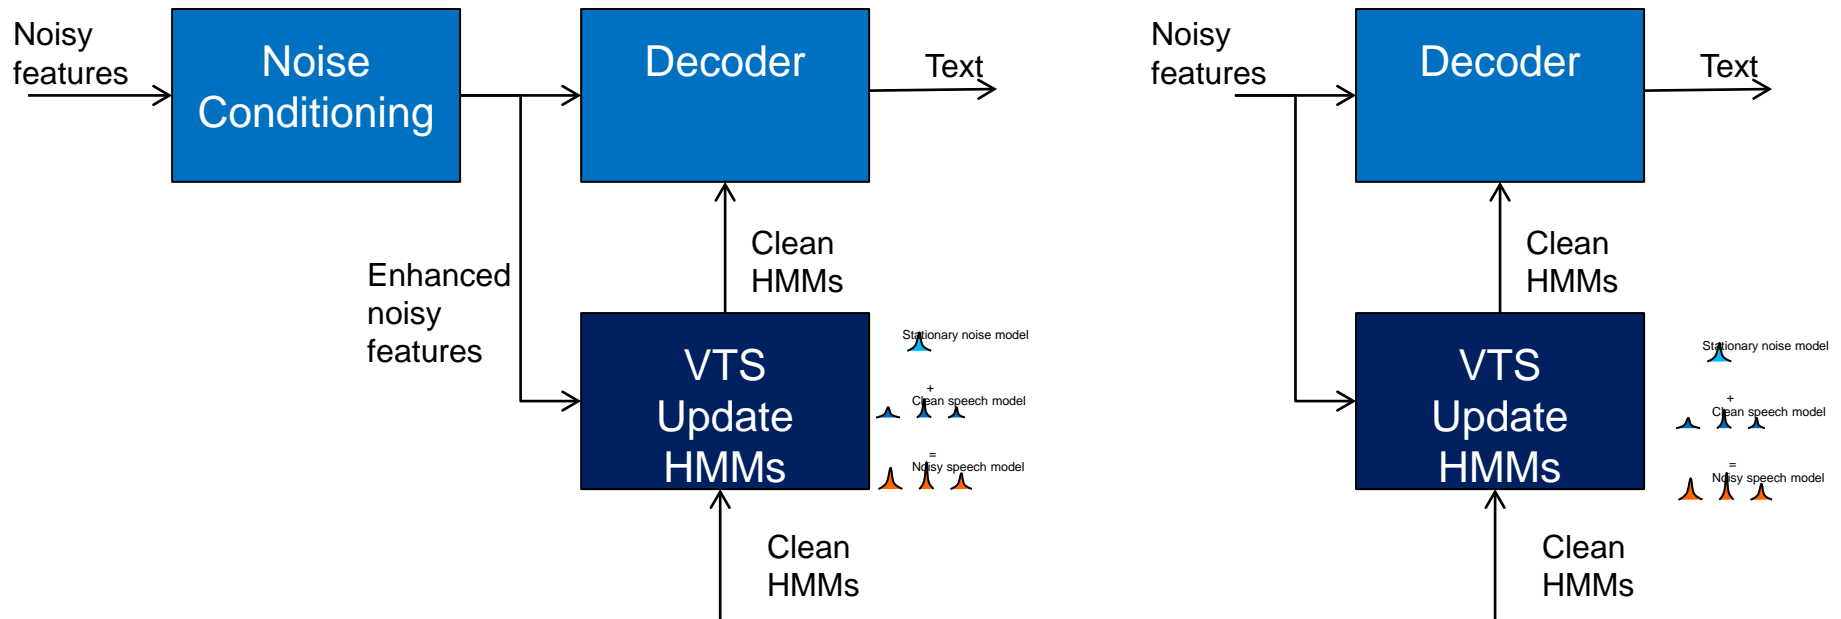 Noisy
features
Noise
Conditioning
Decoder
Text
Enhanced
noisy
features
Clean
HMMs
VTS
Update
HMMs
Stationary noise model
+
Clean speech model
=
Noisy speech model
Clean
HMMs
Noisy
features
Decoder
Text
Clean
HMMs
VTS
Update
HMMs
Stationary noise model
+
Clean speech model
=
Noisy speech model
Clean
HMMs